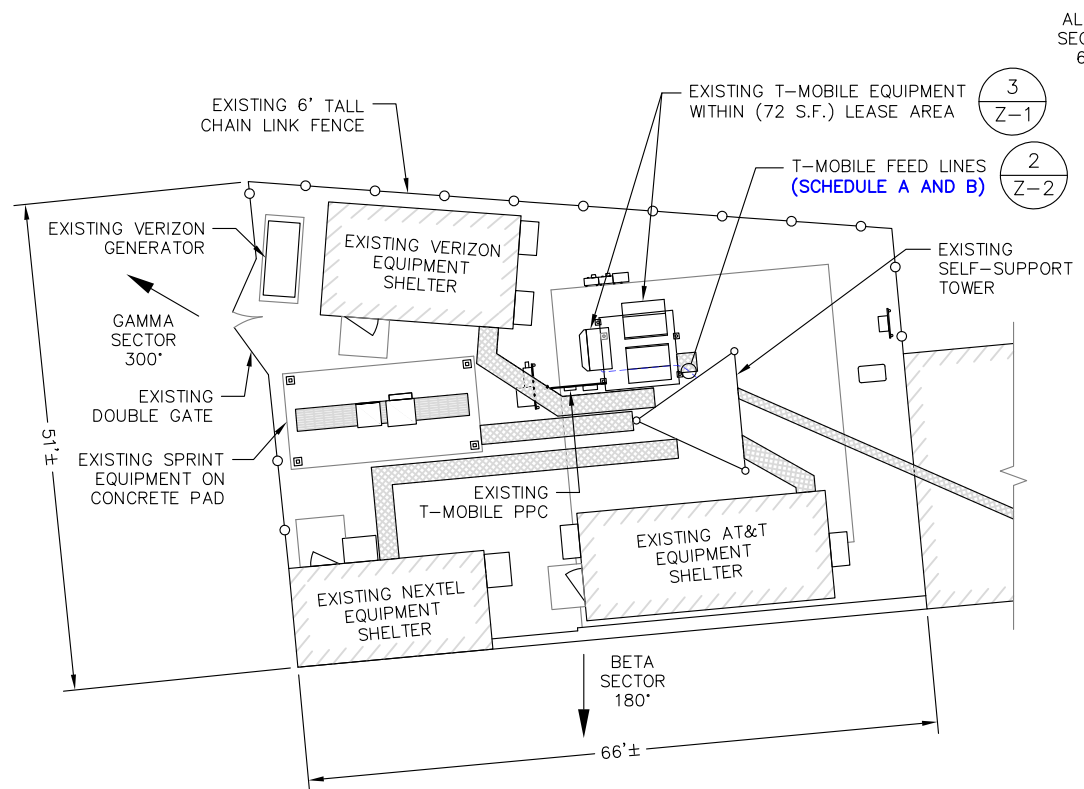 AL
SEC
6
EXISTING 6' TALL
CHAIN LINK FENCE
EXISTING T-MOBILE EQUIPMENT
WITHIN (72 S.F.) LEASE AREA
3
Z-1
T-MOBILE FEED LINES
(SCHEDULE A AND B)
2
Z-2
EXISTING VERIZON
GENERATOR
EXISTING VERIZON
EQUIPMENT
SHELTER
EXISTING
SELF-SUPPORT
TOWER
GAMMA
SECTOR
300°
EXISTING
DOUBLE GATE
51'±
EXISTING SPRINT
EQUIPMENT ON
CONCRETE PAD
EXISTING
T-MOBILE PPC
EXISTING AT&T
EQUIPMENT
SHELTER
EXISTING NEXTEL
EQUIPMENT
SHELTER
BETA
SECTOR
180°
66'±